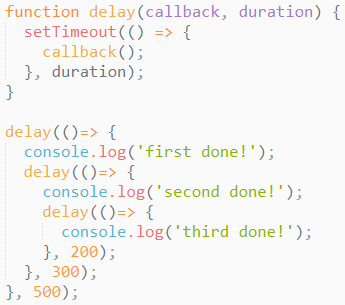 function delay(callback, duration) {
  setTimeout(() => {
    callback();
  }, duration);
}

delay(()=> {
  console.log('first done!');
  delay(()=> {
    console.log('second done!');
    delay(()=> {
      console.log('third done!');
    }, 200);
  }, 300);
}, 500);